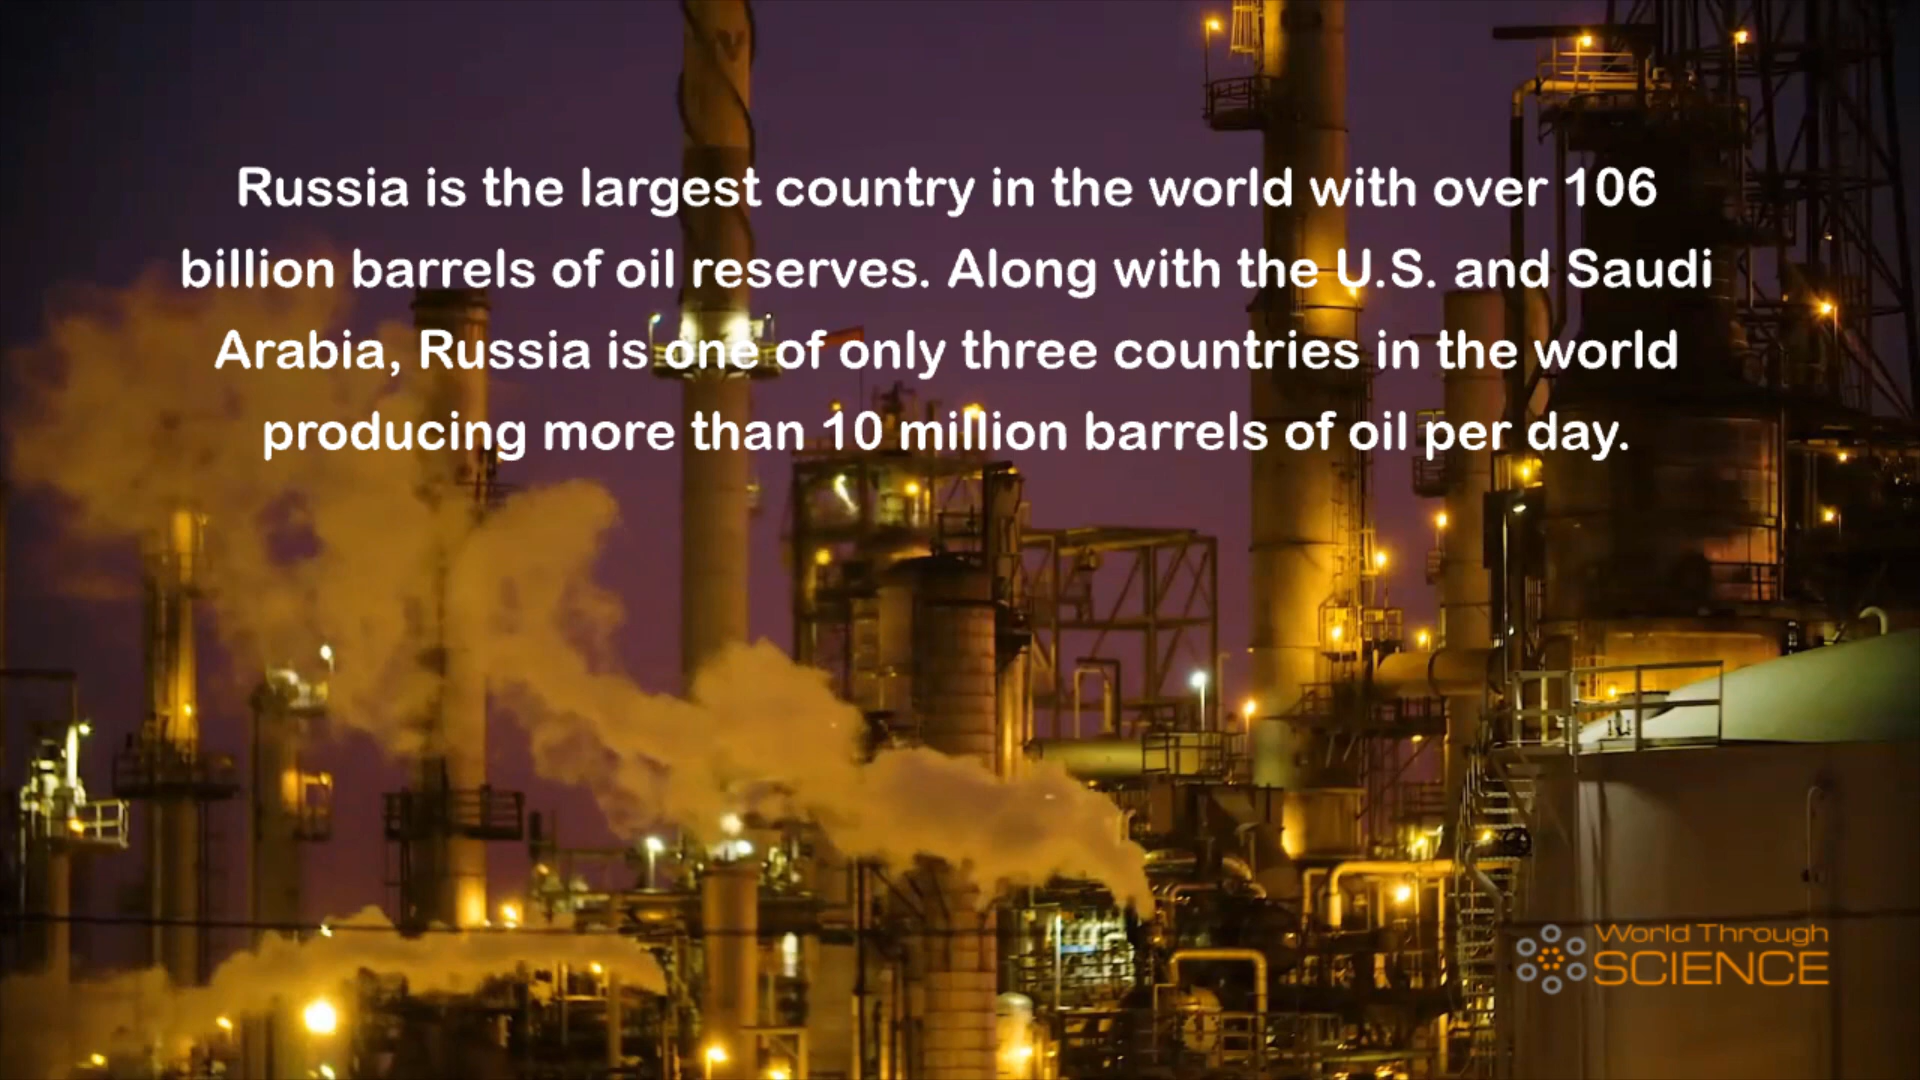 Russia is the largest country in the world with over 106
billion barrels of oil reserves. Along with the U.S. and Saudi
Arabia, Russia is one of only three countries in the world
producing more than 10 million barrels of oil per day.
World Through
SCIENCE